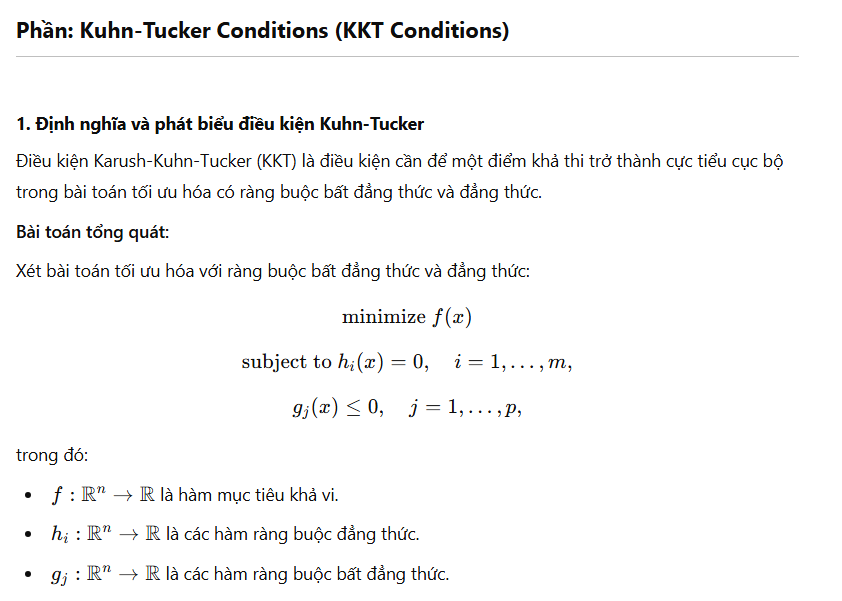 Phần: Kuhn-Tucker Conditions (KKT Conditions)
1. Định nghĩa và phát biểu điều kiện Kuhn-Tucker
Điều kiện Karush-Kuhn-Tucker (KKT) là điều kiện cần để một điểm khả thi trở thành cực tiểu cục bộ
trong bài toán tối ưu hóa có ràng buộc bất đẳng thức và đẳng thức.
Bài toán tổng quát:
Xét bài toán tối ưu hóa với ràng buộc bất đẳng thức và đẳng thức:
minimize f(x)
subject to hᵢ(x) = 0, i = 1, . . . , m,
gⱼ(x) ≤ 0, j = 1, . . . , p,
trong đó:
• f : ℝⁿ → ℝ là hàm mục tiêu khả vi.
• hᵢ : ℝⁿ → ℝ là các hàm ràng buộc đẳng thức.
• gⱼ : ℝⁿ → ℝ là các hàm ràng buộc bất đẳng thức.